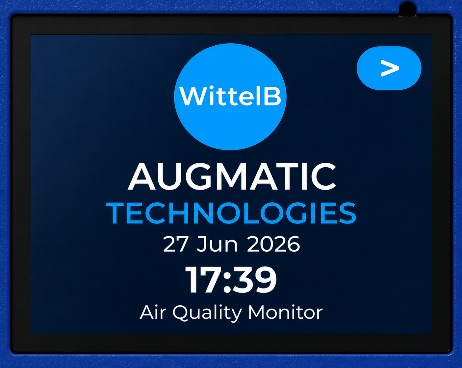 WittelB
>
AUGMATIC
TECHNOLOGIES
27 Jun 2026
17:39
Air Quality Monitor